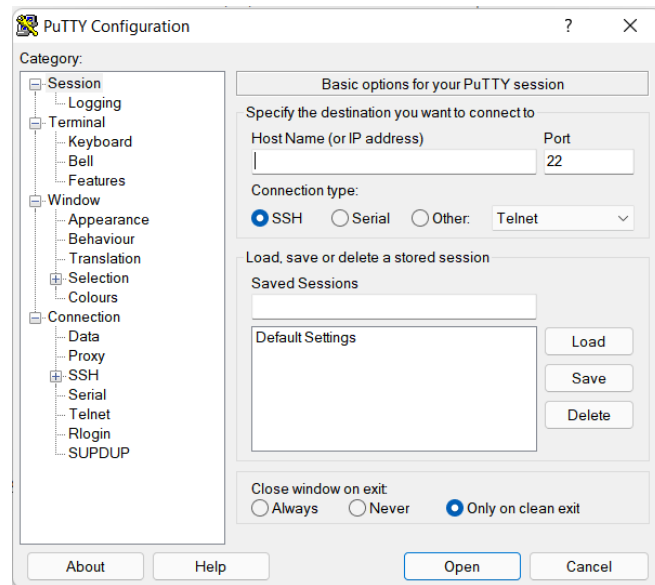 PuTTY Configuration
?
Category:
Session
Logging
Terminal
Keyboard
Bell
Features
Window
Appearance
Behaviour
Translation
Selection
Colours
Connection
Data
Proxy
SSH
Serial
Telnet
Rlogin
SUPDUP
Basic options for your PuTTY session
Specify the destination you want to connect to
Host Name (or IP address) Port
22
Connection type:
SSH Serial Other: Telnet
Load, save or delete a stored session
Saved Sessions
Default Settings
Load
Save
Delete
Close window on exit:
Always Never Only on clean exit
About Help Open Cancel